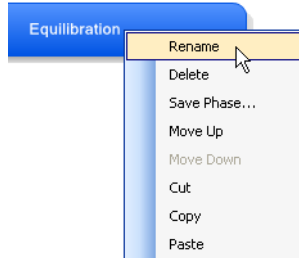 Equilibration
Rename
Delete
Save Phase...
Move Up
Move Down
Cut
Copy
Paste